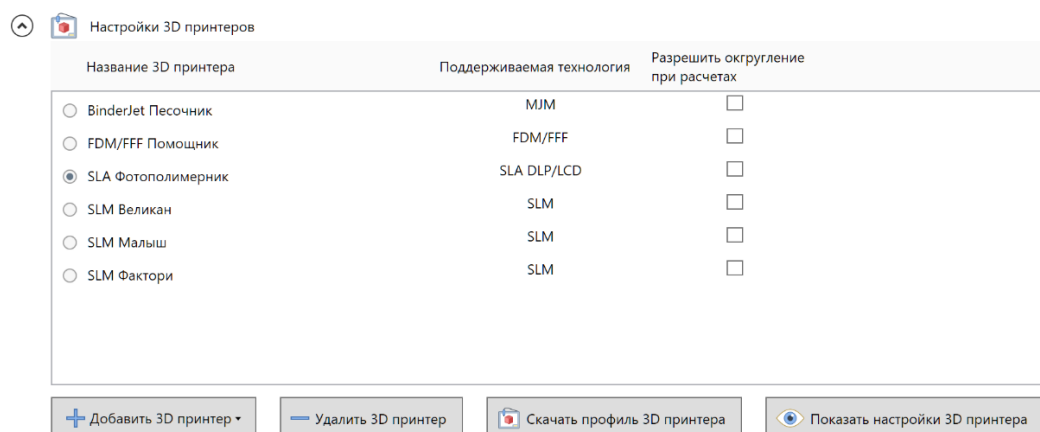 Настройки 3D принтеров
Название 3D принтера
Поддерживаемая технология
Разрешить окгругление
при расчетах
BinderJet Песочник MJM
FDM/FFF Помощник FDM/FFF
SLA Фотополимерник SLA DLP/LCD
SLM Великан SLM
SLM Малыш SLM
SLM Фактори SLM
Добавить 3D принтер Удалить 3D принтер Скачать профиль 3D принтера Показать настройки 3D принтера